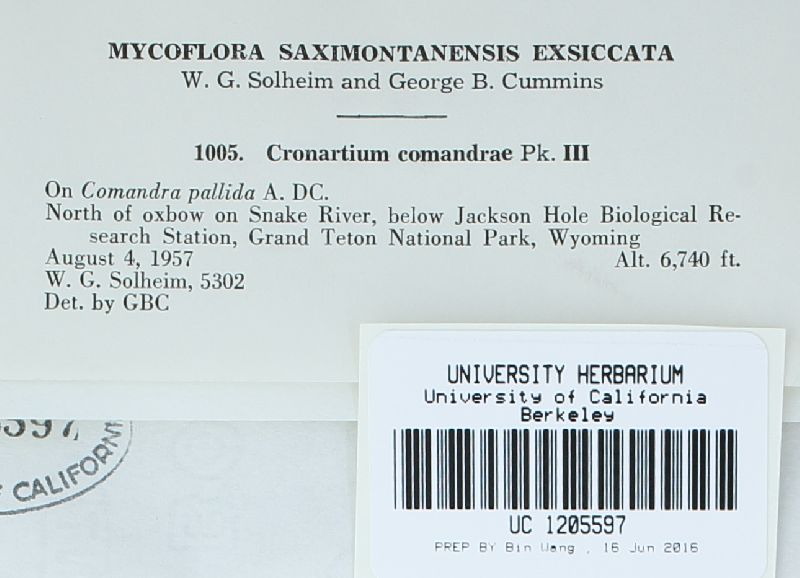 MYCOFLORA SAXIMONTANENSIS EXSICCATA
W. G. Solheim and George B. Cummins
1005. Cronartium comandrae Pk. III
On Comandra pallida A. DC.
North of oxbow on Snake River, below Jackson Hole Biological Re-
search Station, Grand Teton National Park, Wyoming
August 4, 1957 Alt. 6,740 ft.
W. G. Solheim, 5302
Det. by GBC
UNIVERSITY HERBARIUM
University of California
Berkeley
UC 1205597
PREP BY Bin Wang , 16 Jun 2016
5597
CALIFORN